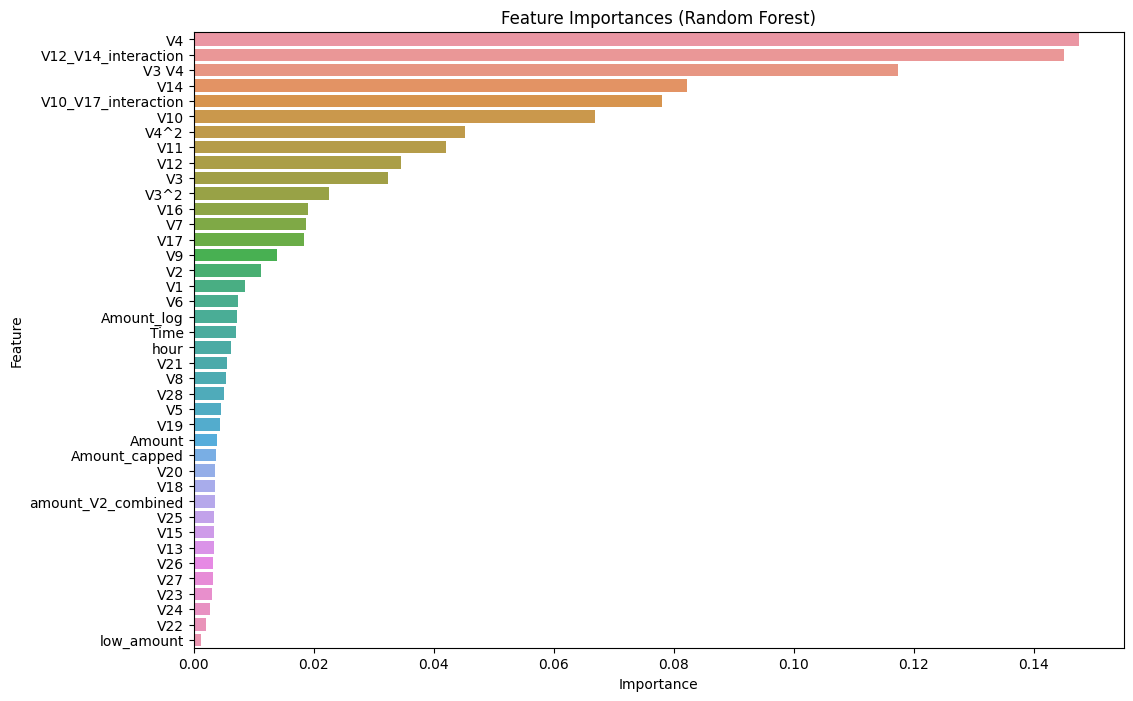 Feature Importances (Random Forest)
V4
V12_V14_interaction
V3 V4
V14
V10_V17_interaction
V10
V4^2
V11
V12
V3
V3^2
V16
V7
V17
V9
V2
V1
V6
Amount_log
Time
hour
V21
V8
V28
V5
V19
Amount
Amount_capped
V20
V18
amount_V2_combined
V25
V15
V13
V26
V27
V23
V24
V22
low_amount
Feature
0.00 0.02 0.04 0.06 0.08 0.10 0.12 0.14
Importance